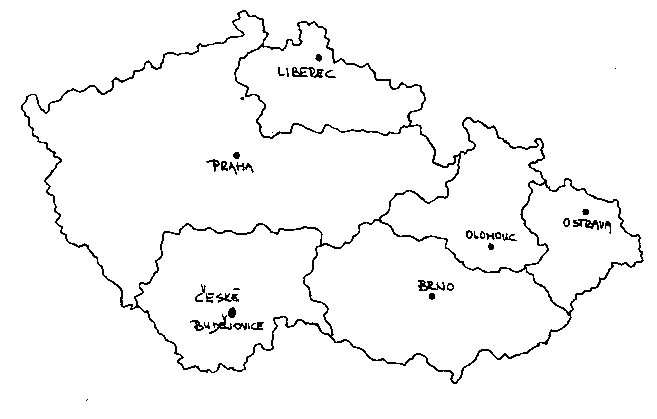 LIBEREC
PRAHA
OLOMOUC
OSTRAVA
BRNO
ČESKÉ
BUDĚJOVICE